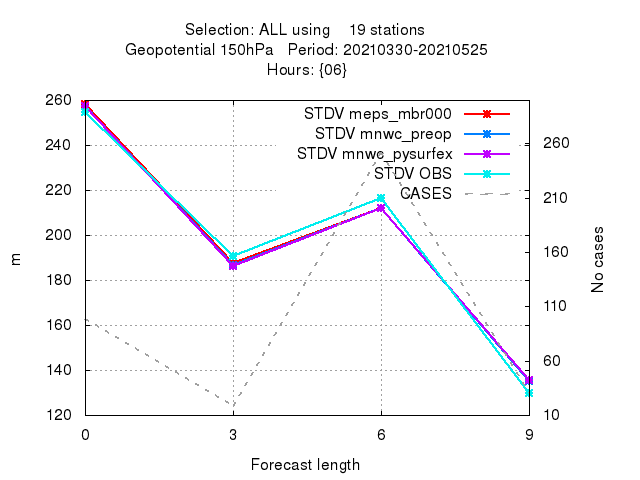 Selection: ALL using 19 stations
Geopotential 150hPa Period: 20210330-20210525
Hours: {06}
STDV meps_mbr000
STDV mnwc_preop
STDV mnwc_pysurfex
STDV OBS
CASES
260
240
220
200
180
160
140
120
m
260
210
160
110
60
10
No cases
0 3 6 9
Forecast length